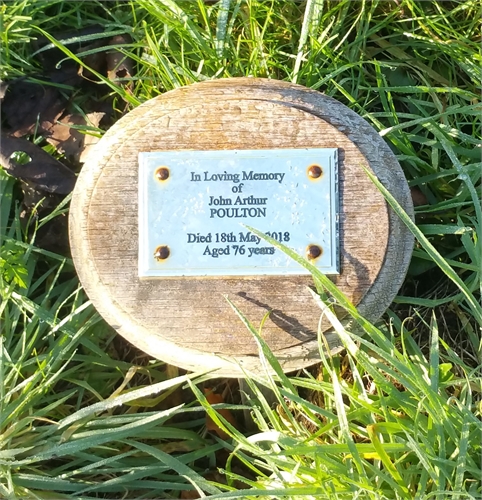 In Loving Memory
of
John Arthur
POULTON
Died 18th May 2018
Aged 76 years